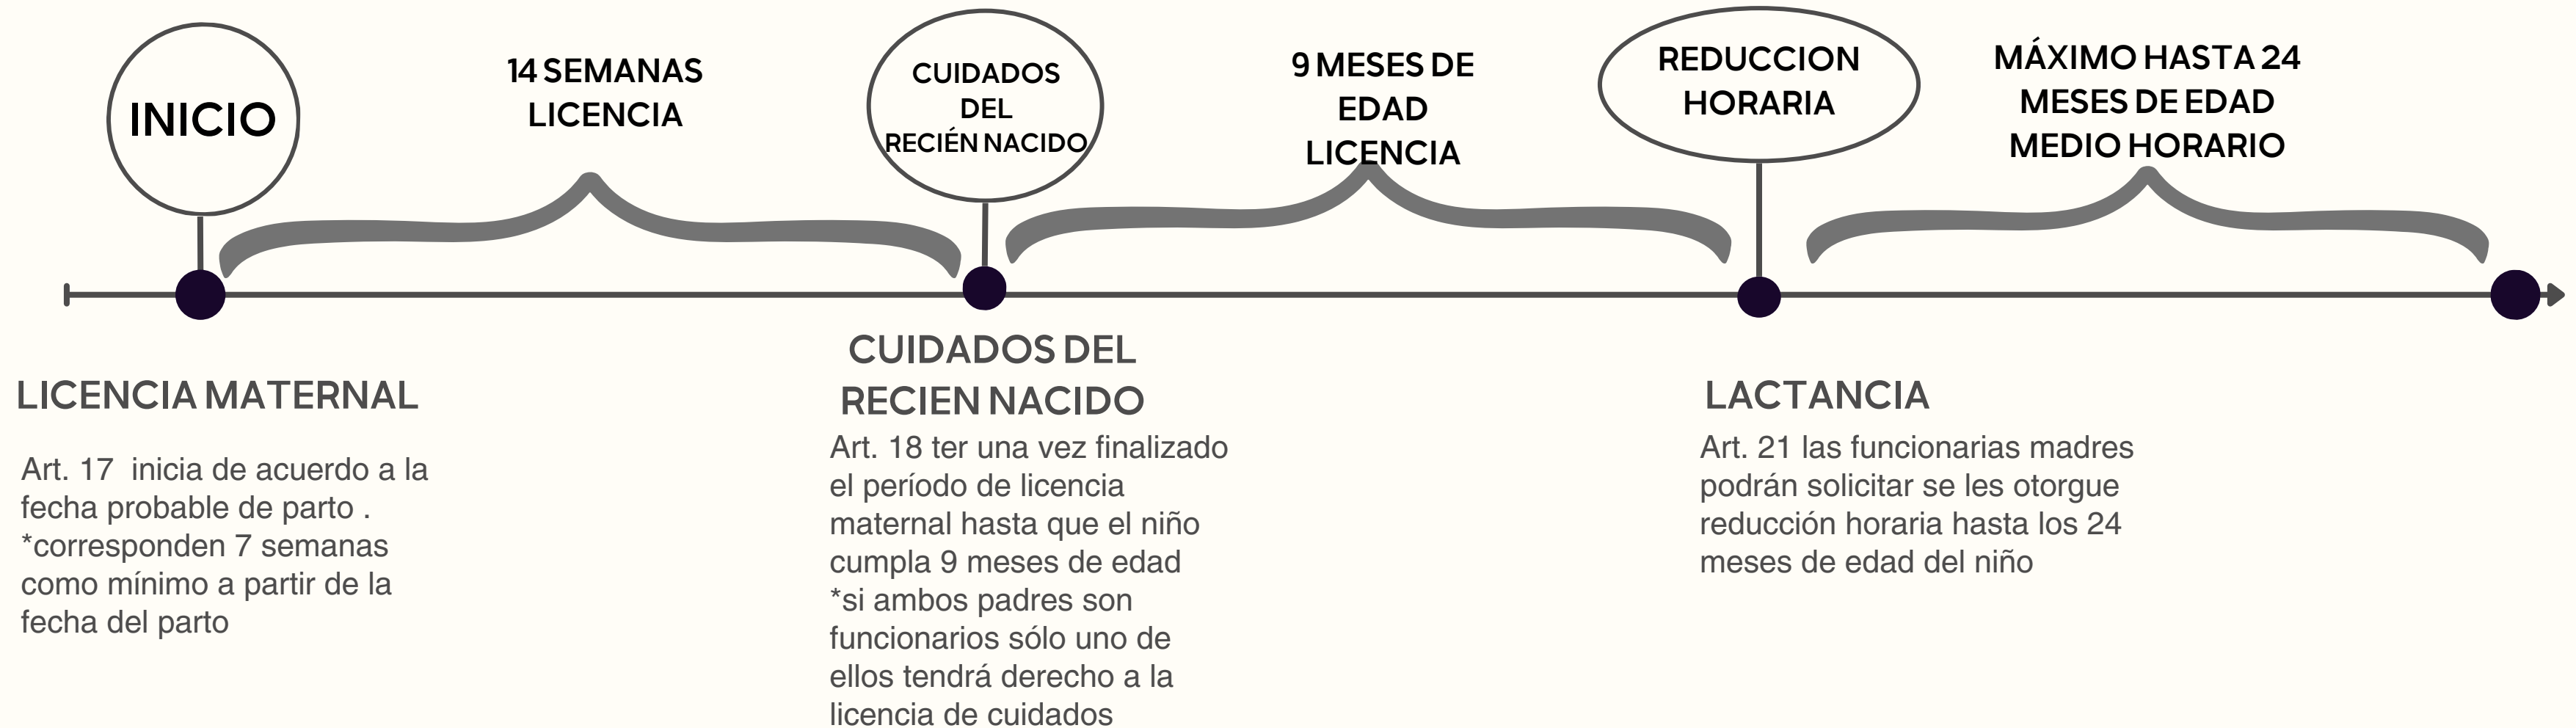 INICIO
14 SEMANAS
LICENCIA
CUIDADOS
DEL
RECIÉN NACIDO
9 MESES DE
EDAD
LICENCIA
REDUCCION
HORARIA
MÁXIMO HASTA 24
MESES DE EDAD
MEDIO HORARIO
LICENCIA MATERNAL
Art. 17 inicia de acuerdo a la
fecha probable de parto .
*corresponden 7 semanas
como mínimo a partir de la
fecha del parto
CUIDADOS DEL
RECIEN NACIDO
Art. 18 ter una vez finalizado
el período de licencia
maternal hasta que el niño
cumpla 9 meses de edad
*si ambos padres son
funcionarios sólo uno de
ellos tendrá derecho a la
licencia de cuidados
LACTANCIA
Art. 21 las funcionarias madres
podrán solicitar se les otorgue
reducción horaria hasta los 24
meses de edad del niño